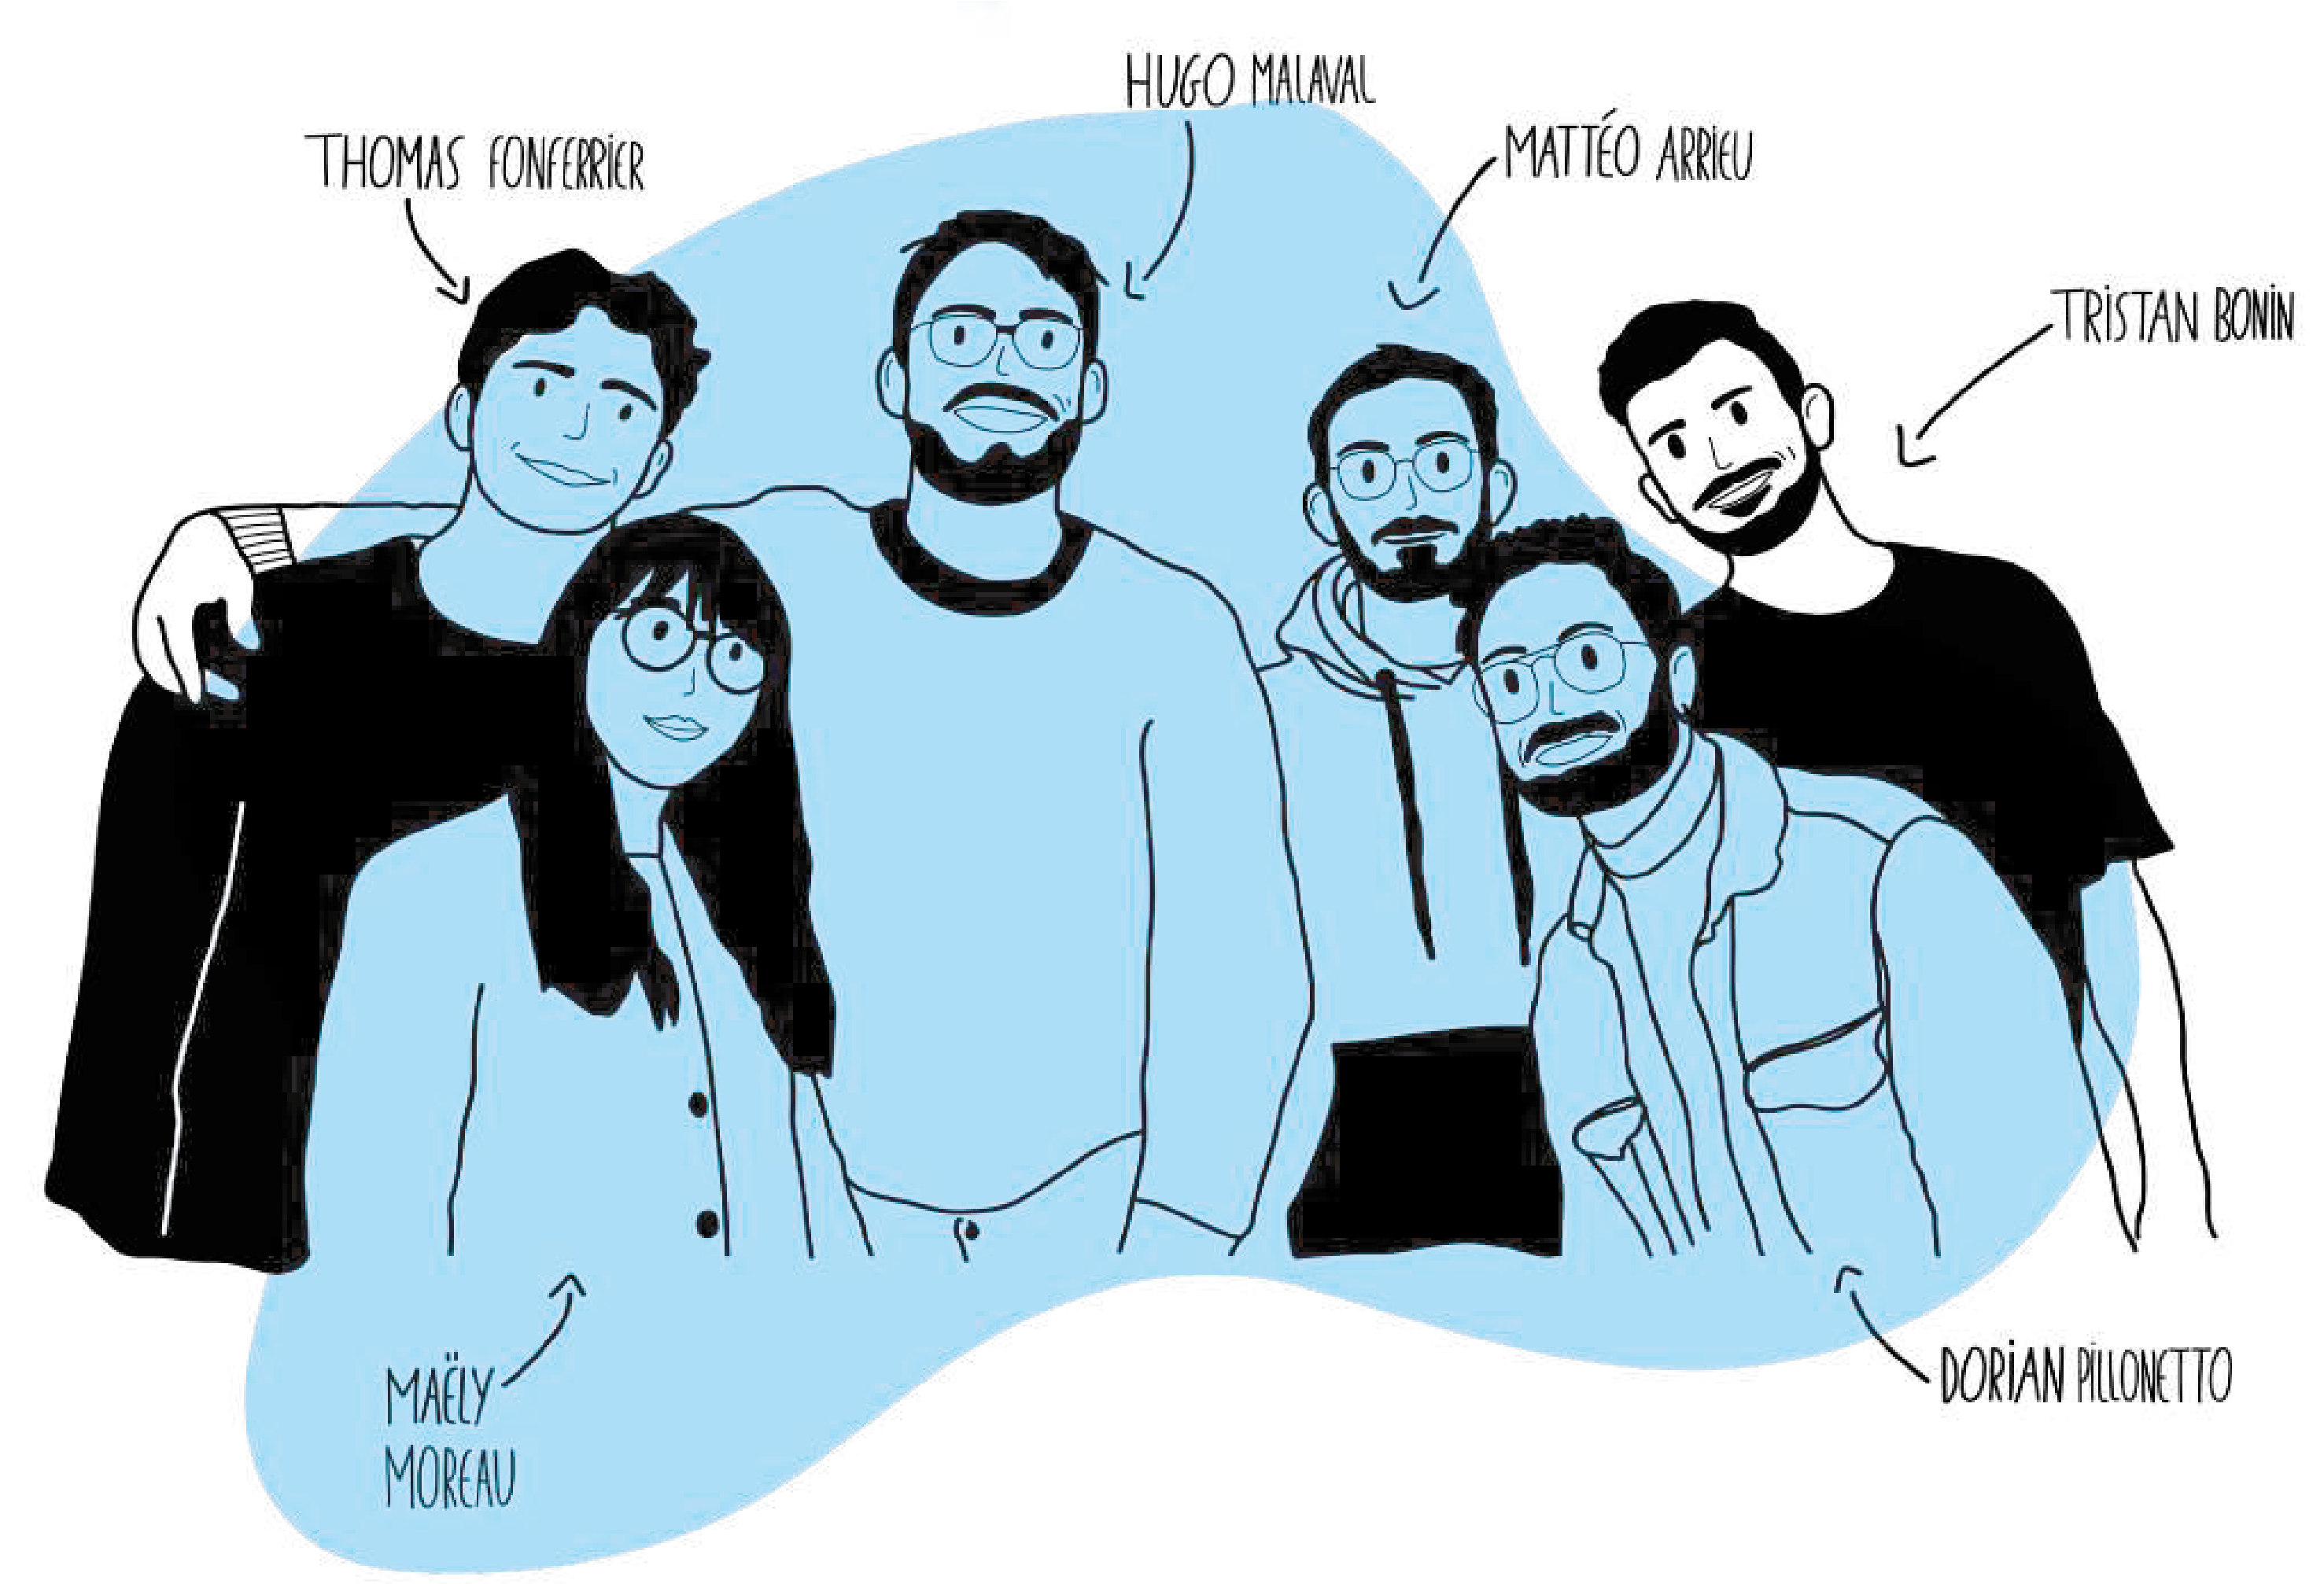 HUGO MALAVAL
THOMAS FONFERRIER
MATTÉO ARRIEU
TRISTAN BONIN
MAËLY
MOREAU
DORIAN PILLONETTO